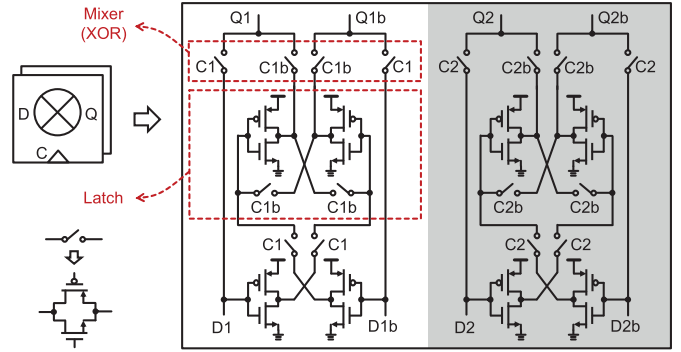 Mixer
(XOR)
Q1
Q1b
Q2
Q2b
C1
C1b
C1b
C1
C2
C2b
C2b
C2
D
Q
C
Latch
C1b
C1b
C2b
C2b
C1
C1
C2
C2
D1
D1b
D2
D2b